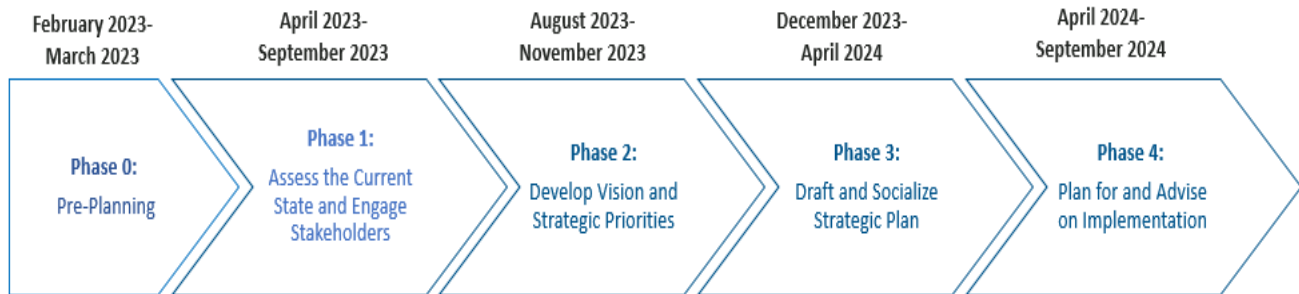 February 2023-
March 2023
April 2023-
September 2023
August 2023-
November 2023
December 2023-
April 2024
April 2024-
September 2024
Phase 0:
Pre-Planning
Phase 1:
Assess the Current
State and Engage
Stakeholders
Phase 2:
Develop Vision and
Strategic Priorities
Phase 3:
Draft and Socialize
Strategic Plan
Phase 4:
Plan for and Advise
on Implementation